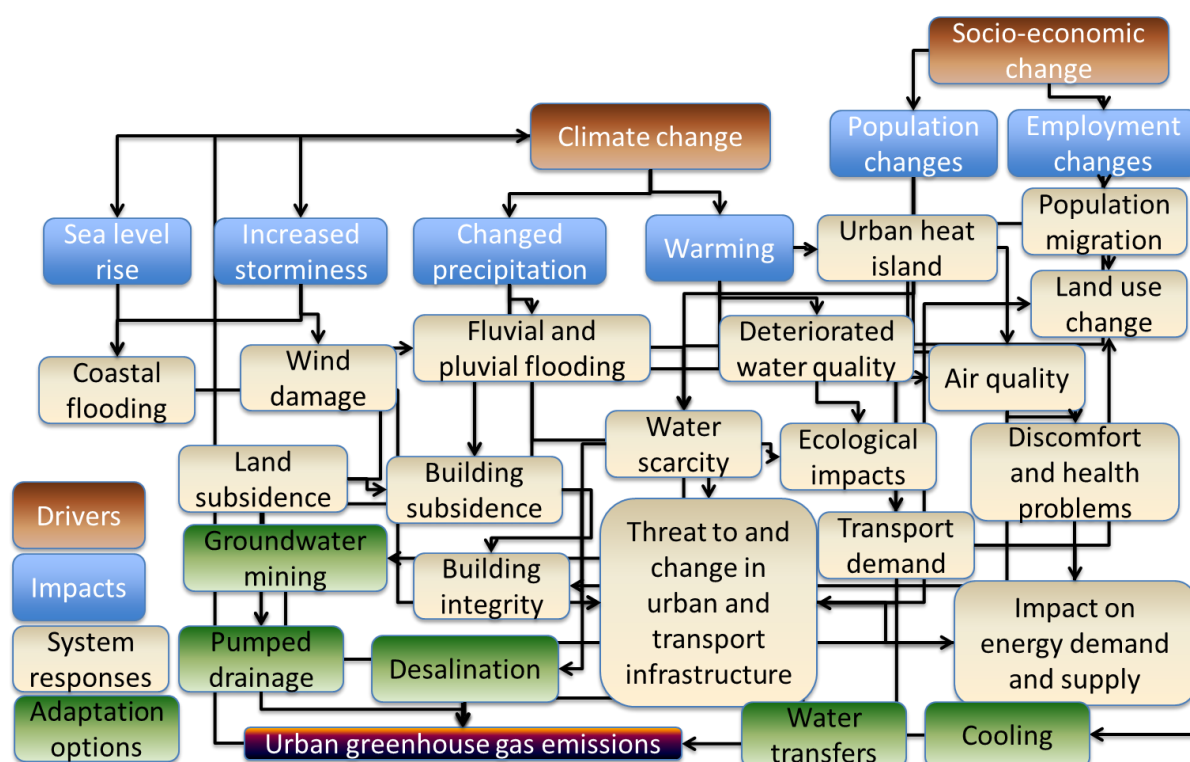 Socio-economic
change
Climate change
Population
changes
Employment
changes
Sea level
rise
Increased
storminess
Changed
precipitation
Warming
Urban heat
island
Population
migration
Land use
change
Coastal
flooding
Wind
damage
Fluvial and
pluvial flooding
Deteriorated
water quality
Air quality
Land
subsidence
Building
subsidence
Water
scarcity
Ecological
impacts
Discomfort
and health
problems
Drivers
Groundwater
mining
Building
integrity
Threat to and
change in
urban and
transport
infrastructure
Transport
demand
Impacts
Impact on
energy demand
and supply
System
responses
Pumped
drainage
Desalination
Adaptation
options
Urban greenhouse gas emissions
Water
transfers
Cooling